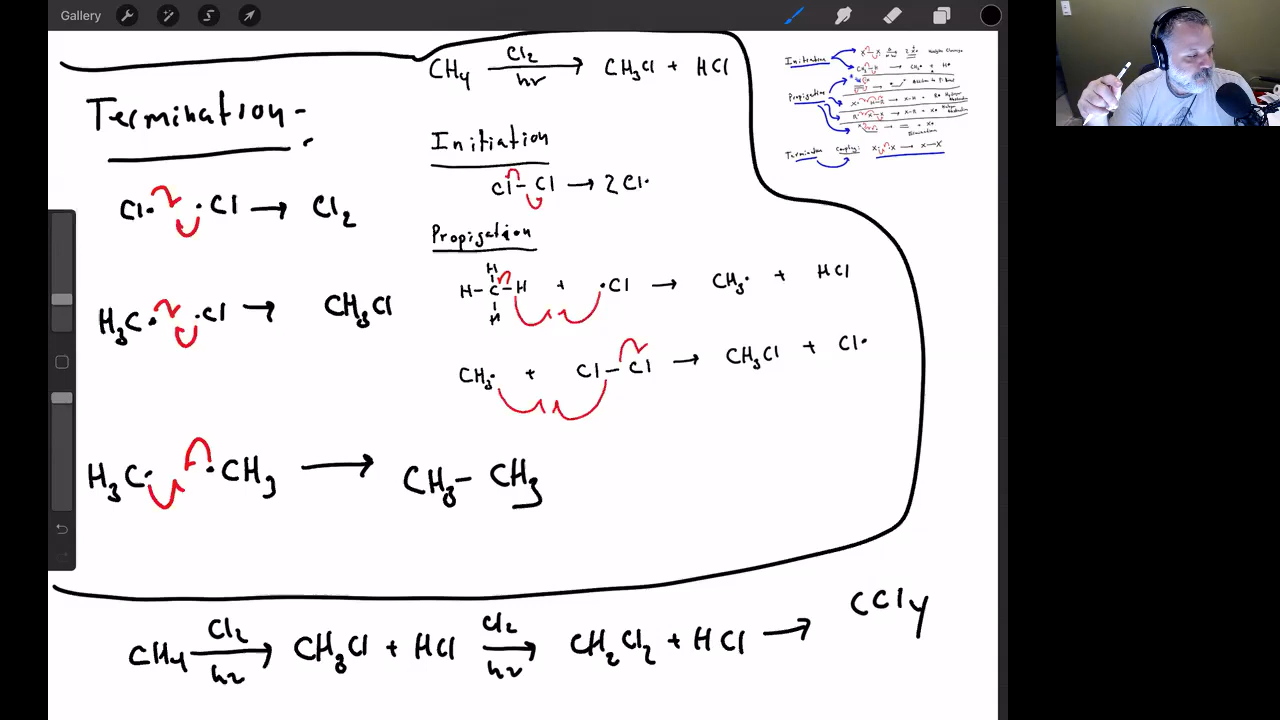 Gallery
CH4 Cl2 hν → CH3Cl + HCl
Termination-
Cl· ·Cl → Cl2
H3C· ·Cl → CH3Cl
H3C· ·CH3 → CH3- CH3
Initiation
Cl-Cl → 2Cl·
Propigation
H
H-C-H + ·Cl → CH3· + HCl
H
CH3· + Cl-Cl → CH3Cl + Cl·
CH4 Cl2 hν → CH3Cl + HCl Cl2 hν → CH2Cl2 + HCl → CCl4
Initiation
Propigation
Termination
Coupling: X· ·X → X-X